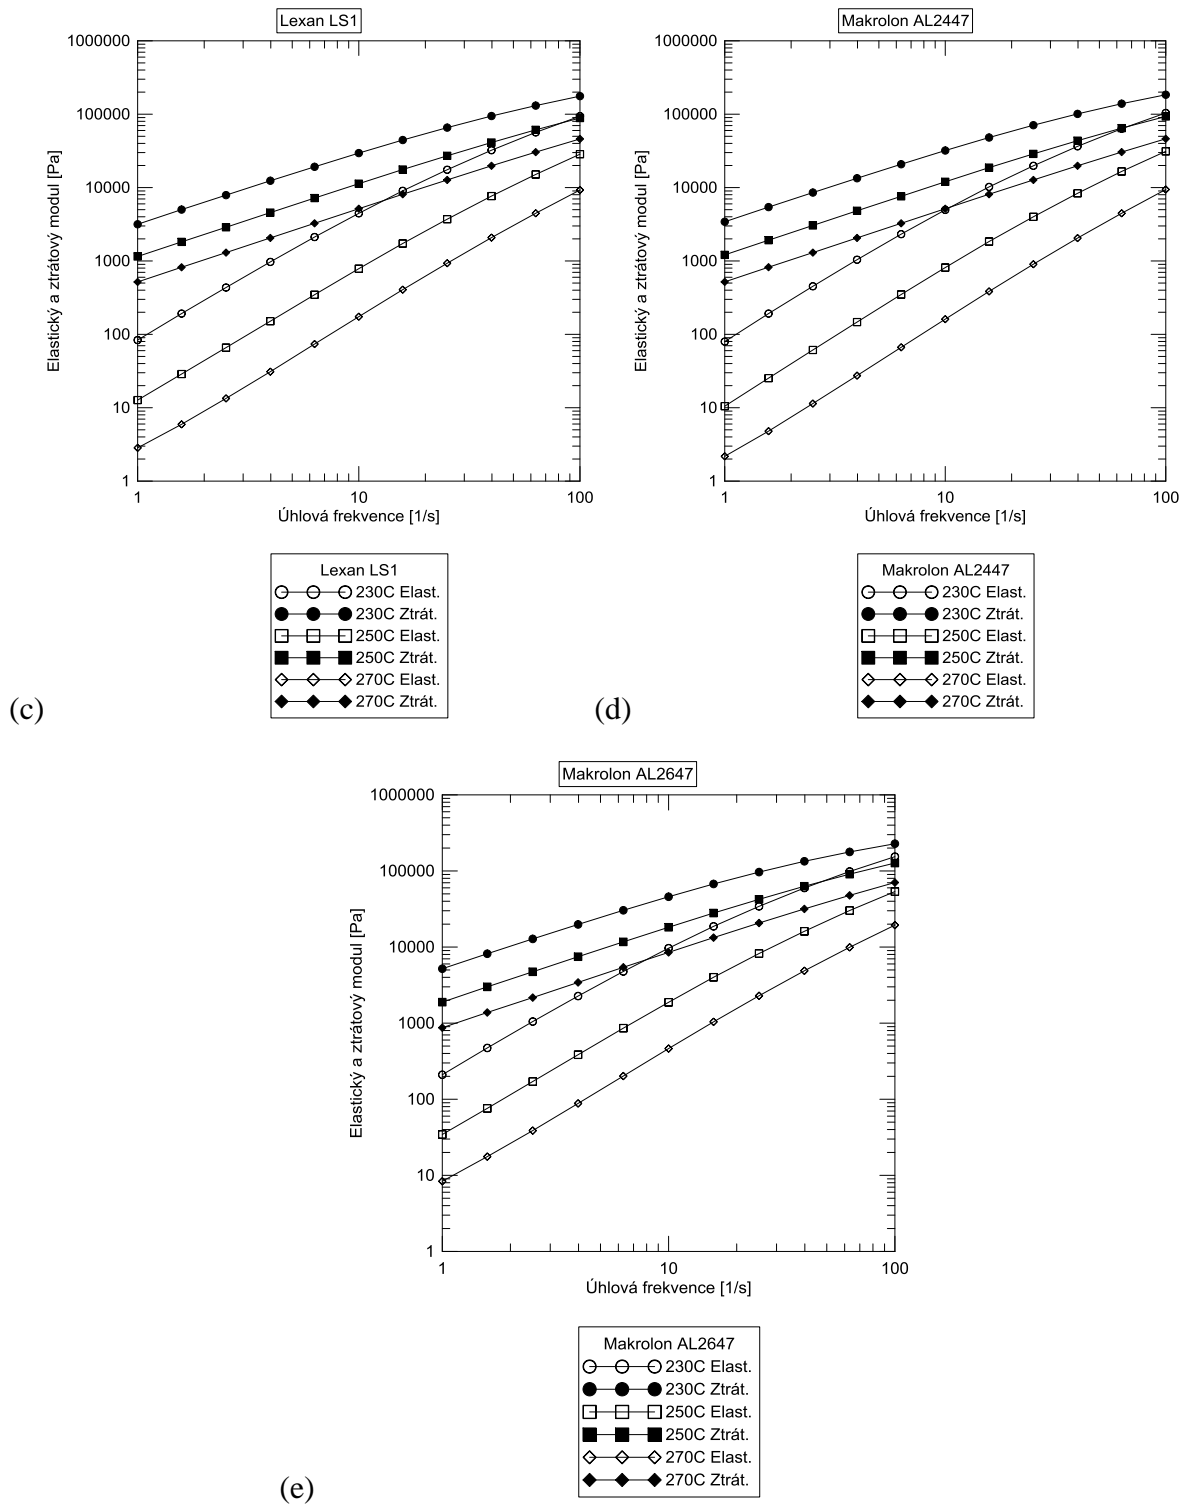 Lexan LS1
1000000
100000
10000
1000
100
10
1
Elastický a ztrátový modul [Pa]
1 10 100
Úhlová frekvence [1/s]
Lexan LS1
230C Elast.
230C Ztrát.
250C Elast.
250C Ztrát.
270C Elast.
270C Ztrát.
(c)
Makrolon AL2447
1000000
100000
10000
1000
100
10
1
Elastický a ztrátový modul [Pa]
1 10 100
Úhlová frekvence [1/s]
Makrolon AL2447
230C Elast.
230C Ztrát.
250C Elast.
250C Ztrát.
270C Elast.
270C Ztrát.
(d)
Makrolon AL2647
1000000
100000
10000
1000
100
10
1
Elastický a ztrátový modul [Pa]
1 10 100
Úhlová frekvence [1/s]
Makrolon AL2647
230C Elast.
230C Ztrát.
250C Elast.
250C Ztrát.
270C Elast.
270C Ztrát.
(e)